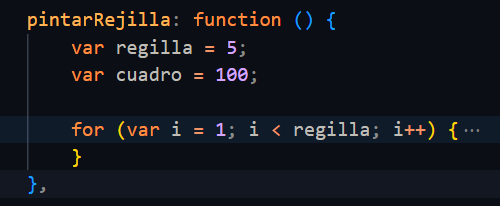 pintarRejilla: function () {
var regilla = 5;
var cuadro = 100;
for (var i = 1; i < regilla; i++) {…
}
},